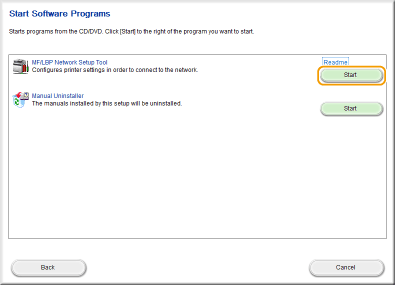 Start Software Programs
Starts programs from the CD/DVD. Click [Start] to the right of the program you want to start.
MF/LBP Network Setup Tool
Readme
Configures printer settings in order to connect to the network.
Start
Manual Uninstaller
The manuals installed by this setup will be uninstalled.
Start
Back
Cancel